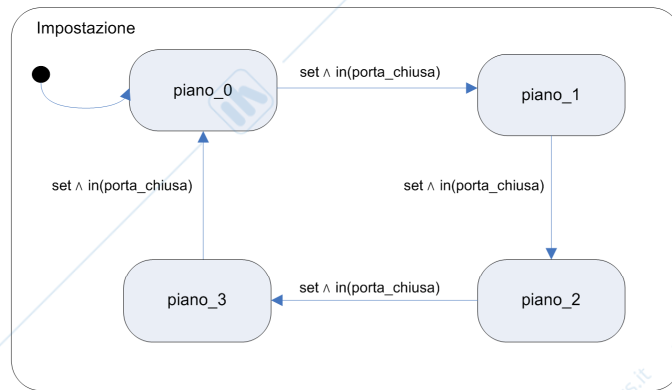 Impostazione
piano_0
set ∧ in(porta_chiusa)
piano_1
set ∧ in(porta_chiusa)
set ∧ in(porta_chiusa)
piano_3
set ∧ in(porta_chiusa)
piano_2